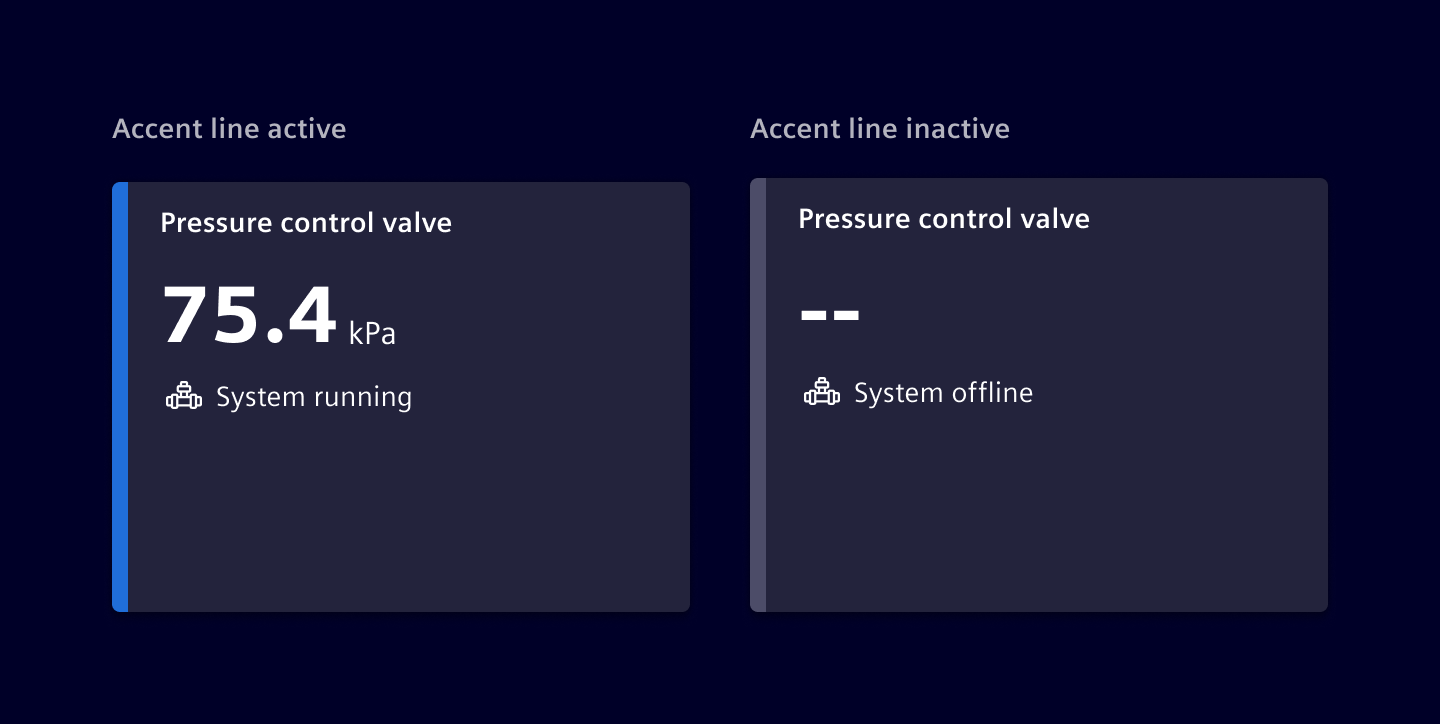 Accent line active
Pressure control valve
75.4 kPa
System running
Accent line inactive
Pressure control valve
--
System offline